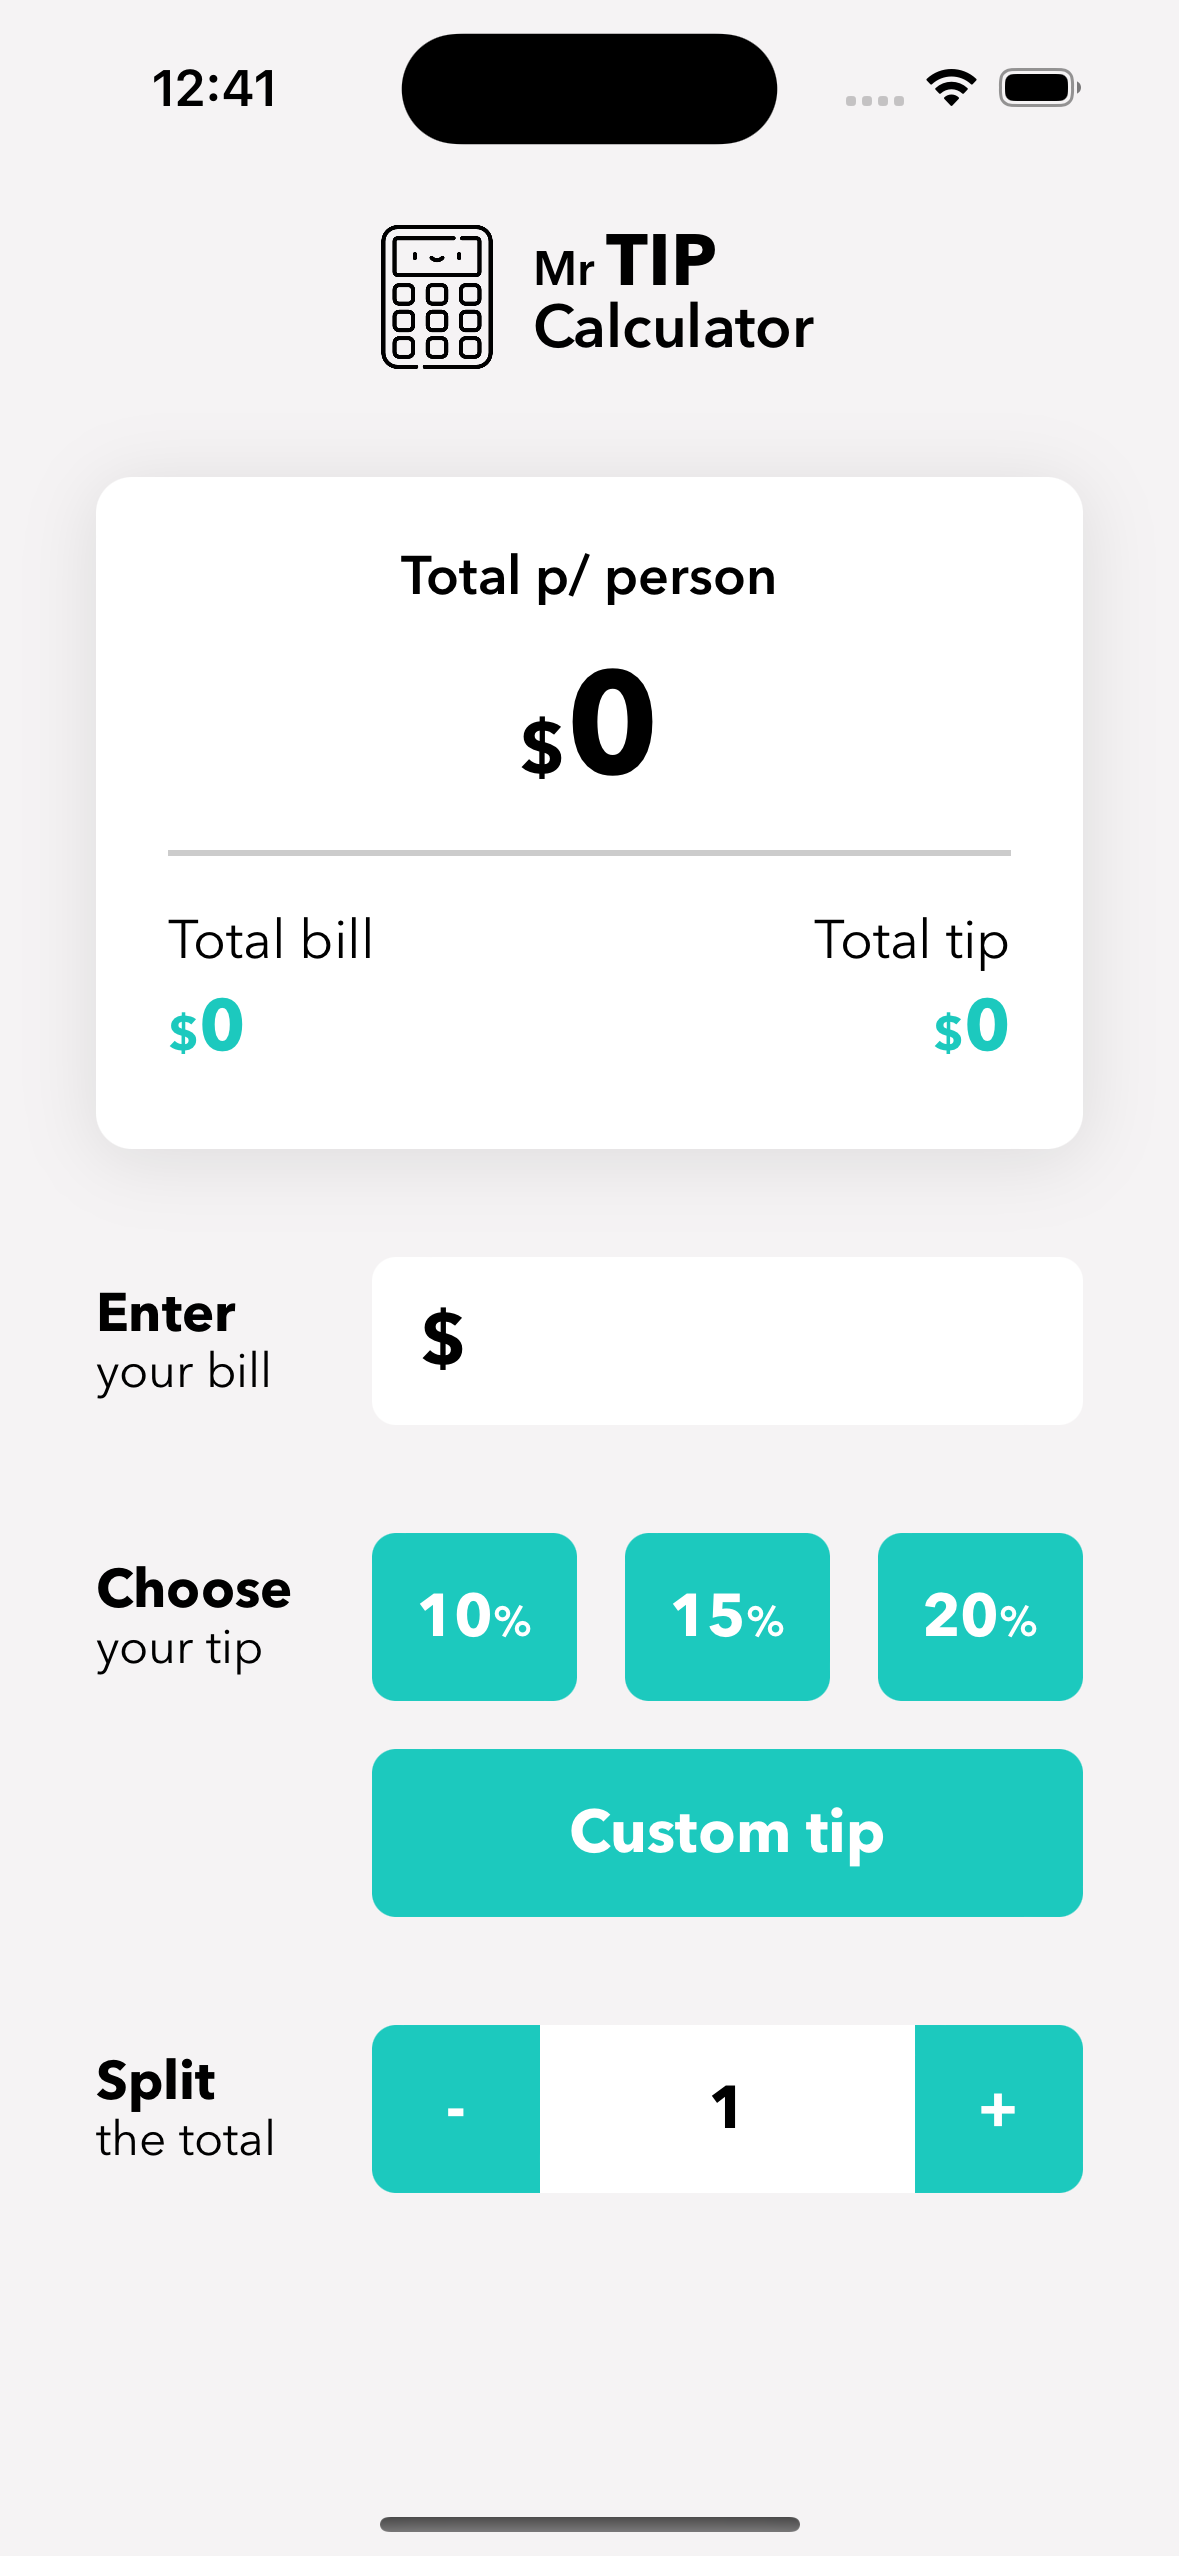 12:41
Mr TIP
Calculator
Total p/ person
$0
Total bill
Total tip
$0
$0
Enter
your bill
$
Choose
your tip
10%
15%
20%
Custom tip
Split
the total
-
1
+